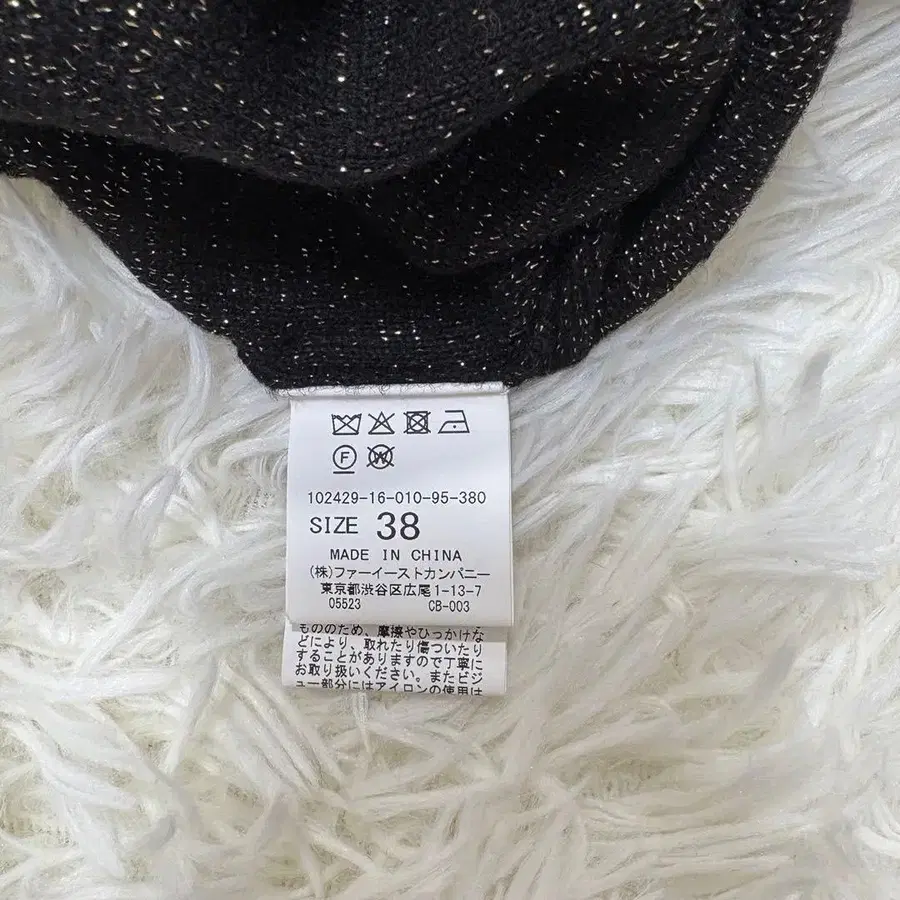 F W
102429-16-010-95-380
SIZE 38
MADE IN CHINA
(株)ファーイーストカンパニー
東京都渋谷区広尾1-13-7
05523 CB-003
もののため、摩擦やひっかけな
どにより、取れたり傷ついたり
することがありますので丁寧に
お取り扱いください。またビジ
ュー部分にはアイロンの使用は